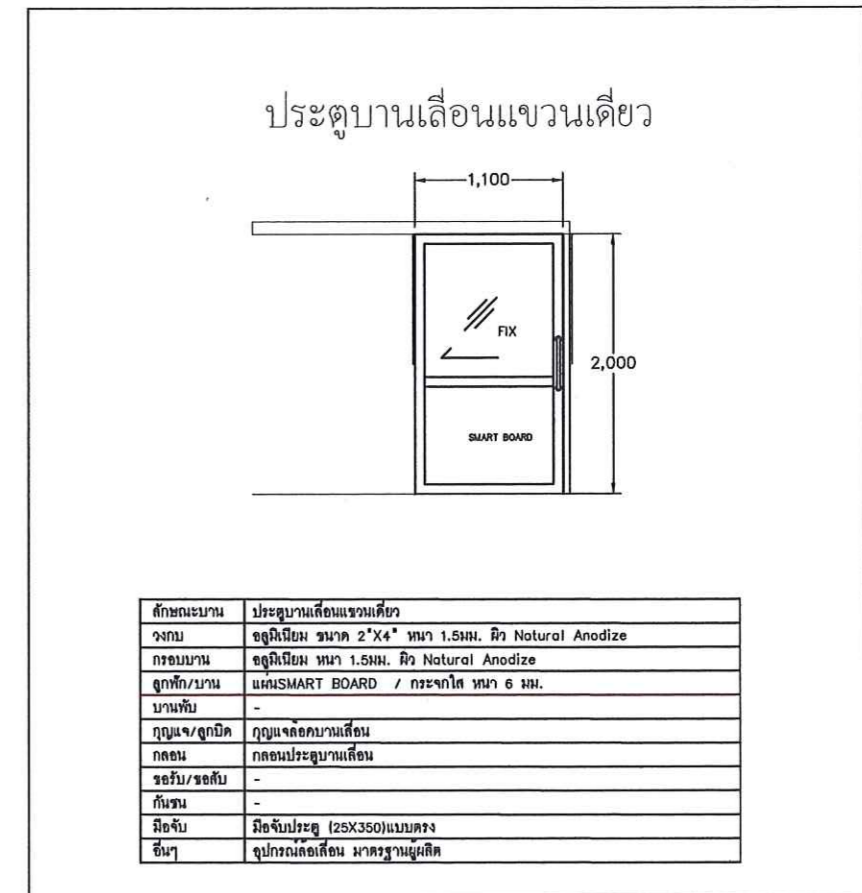 ประตูบานเลื่อนแขวนเดี่ยว
1,100
FIX
2,000
SMART BOARD
ลักษณะบาน ประตูบานเลื่อนแขวนเดี่ยว
วงกบ อลูมิเนียม ขนาด 2"X4" หนา 1.5มม. ผิว Natural Anodize
กรอบบาน อลูมิเนียม หนา 1.5มม. ผิว Natural Anodize
ลูกฟัก/บาน แผ่นSMART BOARD / กระจกใส หนา 6 มม.
บานพับ -
กุญแจ/ลูกบิด กุญแจล็อคบานเลื่อน
กลอน กลอนประตูบานเลื่อน
ขอรับ/ขอสับ -
กันชน -
มือจับ มือจับประตู (25X350)แบบตรง
อื่นๆ อุปกรณ์ล้อเลื่อน มาตรฐานผู้ผลิต